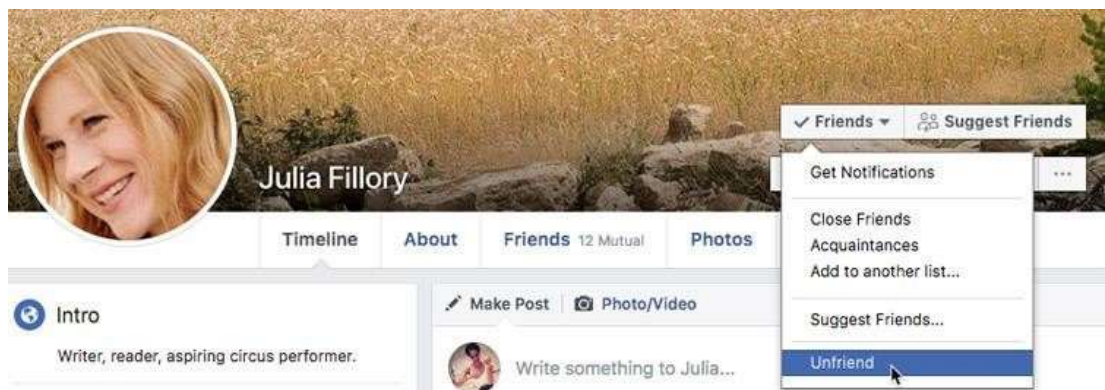 ✓ Friends ▾ Suggest Friends
Julia Fillory
Get Notifications ...
Close Friends
Acquaintances
Add to another list...
Suggest Friends...
Unfriend
Timeline About Friends 12 Mutual Photos
Intro
Writer, reader, aspiring circus performer.
Make Post Photo/Video
Write something to Julia...